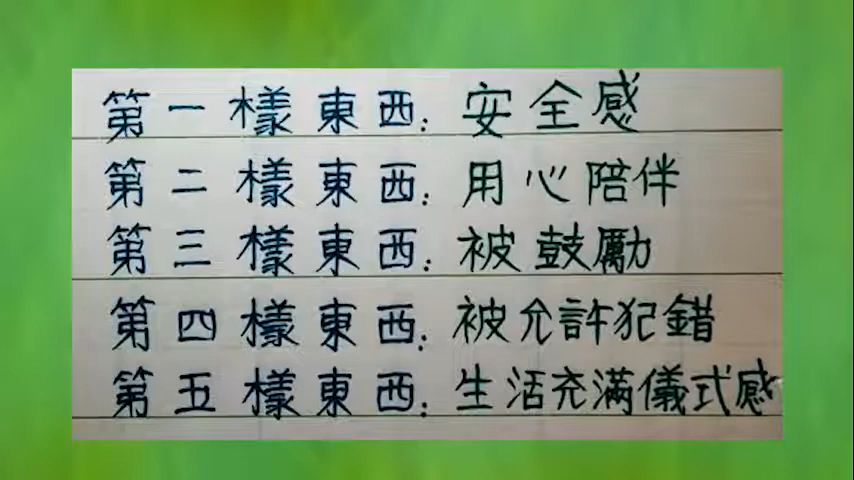 第一樣東西：安全感
第二樣東西：用心陪伴
第三樣東西：被鼓勵
第四樣東西：被允許犯錯
第五樣東西：生活充滿儀式感